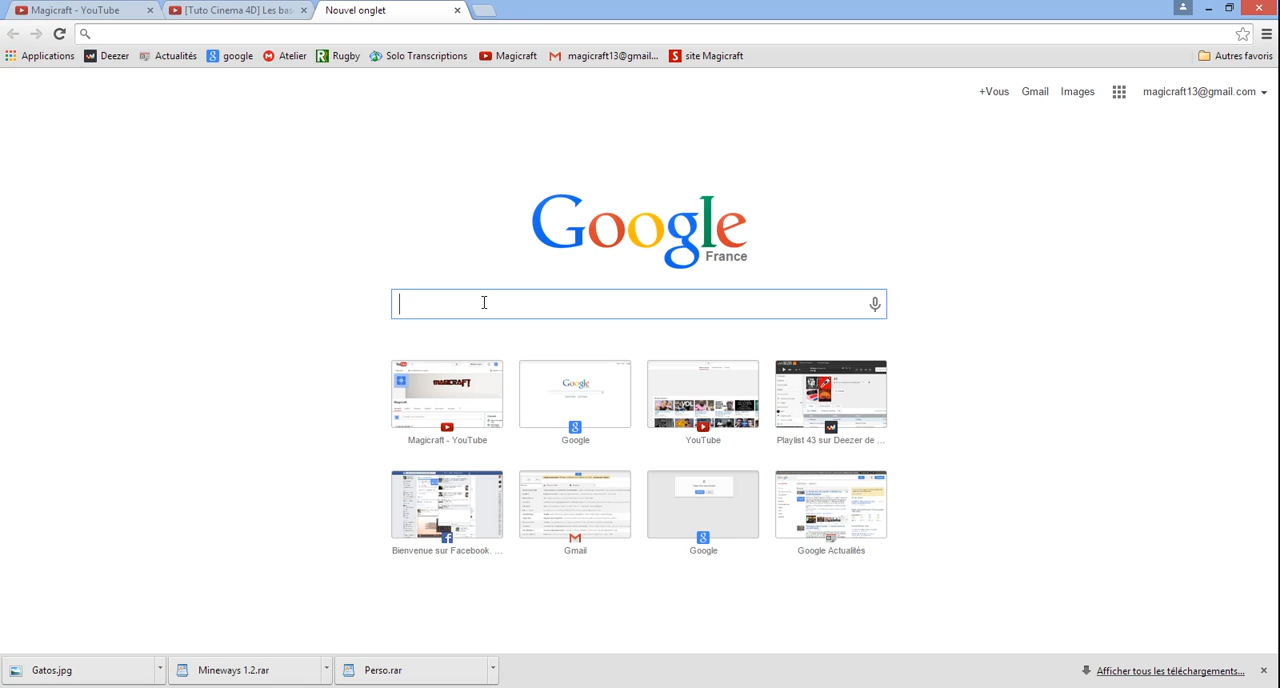 Magicraft - YouTube
[Tuto Cinema 4D] Les bas
Nouvel onglet
Applications Deezer Actualités google Atelier Rugby Solo Transcriptions Magicraft magicraft13@gmail... site Magicraft Autres favoris
+Vous Gmail Images magicraft13@gmail.com
Google
France
MAGICRAFT
Magicraft - YouTube Google YouTube Playlist 43 sur Deezer de ...
Bienvenue sur Facebook. ... Gmail Google Google Actualités
Gatos.jpg Mineways 1.2.rar Perso.rar Afficher tous les téléchargements...